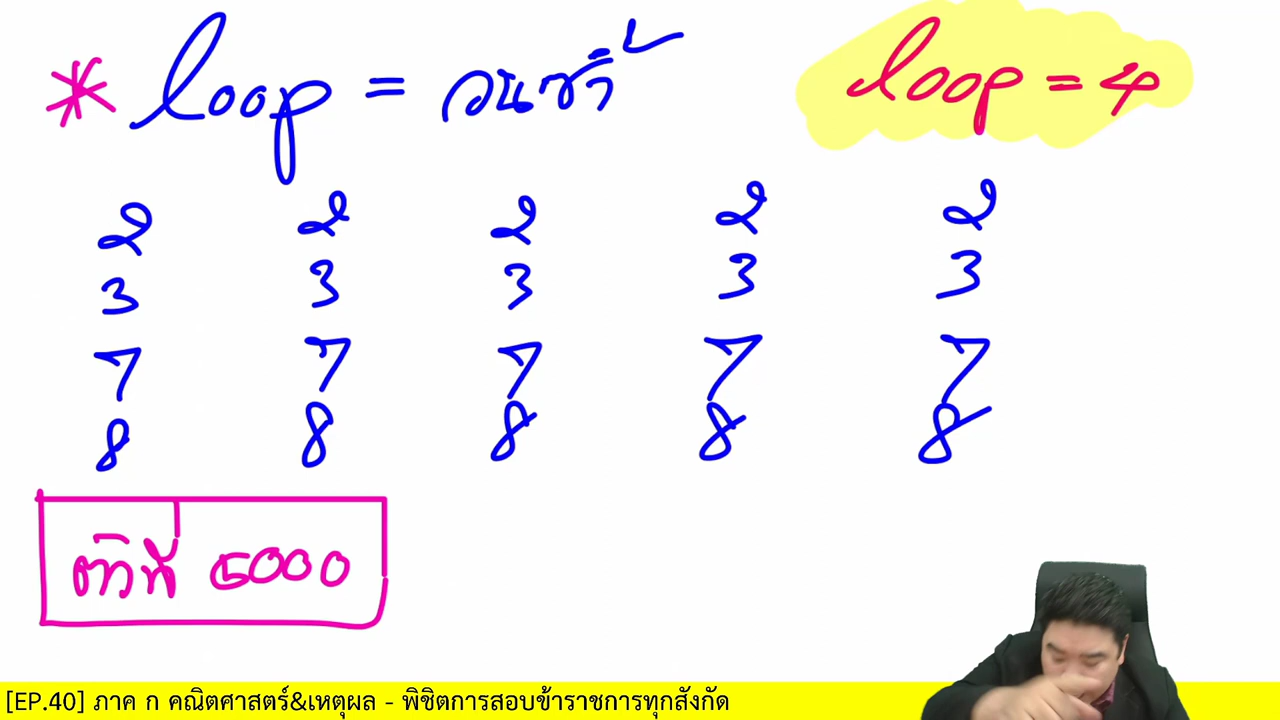 * loop = วนซ้ำ
loop = 4
2 2 2 2 2
3 3 3 3 3
7 7 7 7 7
8 8 8 8 8
ตัวที่ 5000
[EP.40] ภาค ก คณิตศาสตร์&เหตุผล - พิชิตการสอบข้าราชการทุกสังกัด